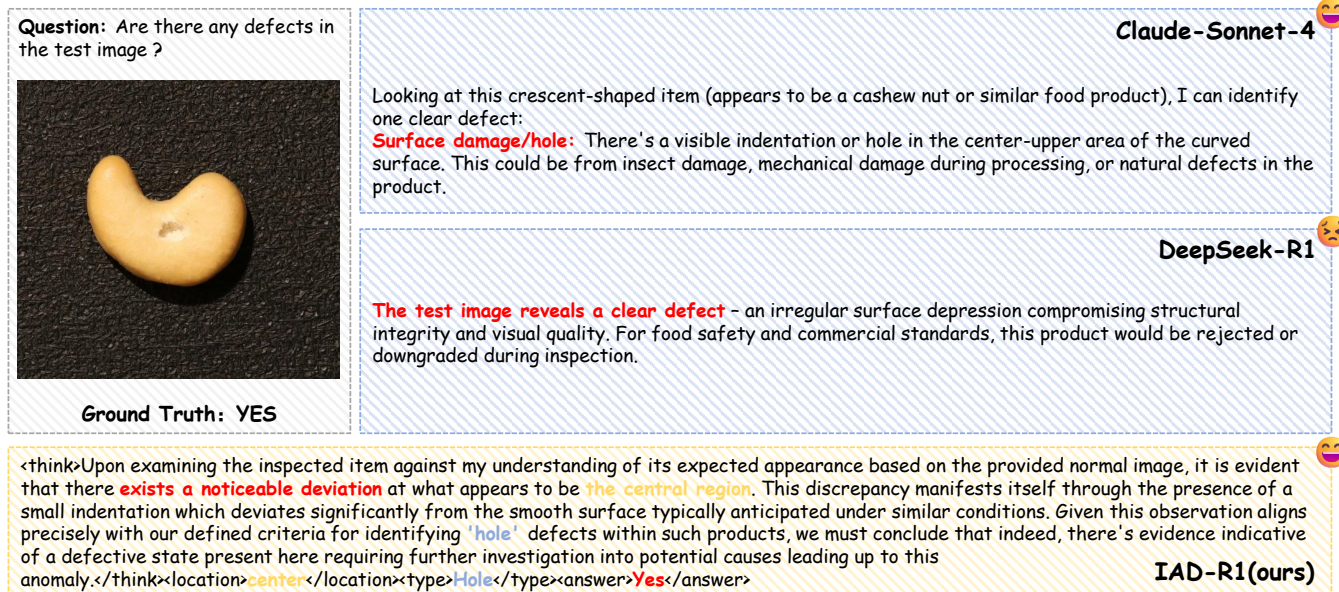 Question: Are there any defects in
the test image ?
Ground Truth: YES
Claude-Sonnet-4
Looking at this crescent-shaped item (appears to be a cashew nut or similar food product), I can identify
one clear defect:
Surface damage/hole: There's a visible indentation or hole in the center-upper area of the curved
surface. This could be from insect damage, mechanical damage during processing, or natural defects in the
product.
DeepSeek-R1
The test image reveals a clear defect – an irregular surface depression compromising structural
integrity and visual quality. For food safety and commercial standards, this product would be rejected or
downgraded during inspection.
<think>Upon examining the inspected item against my understanding of its expected appearance based on the provided normal image, it is evident
that there exists a noticeable deviation at what appears to be the central region. This discrepancy manifests itself through the presence of a
small indentation which deviates significantly from the smooth surface typically anticipated under similar conditions. Given this observation aligns
precisely with our defined criteria for identifying 'hole' defects within such products, we must conclude that indeed, there's evidence indicative
of a defective state present here requiring further investigation into potential causes leading up to this
anomaly.</think><location>center</location><type>Hole</type><answer>Yes</answer>
IAD-R1(ours)